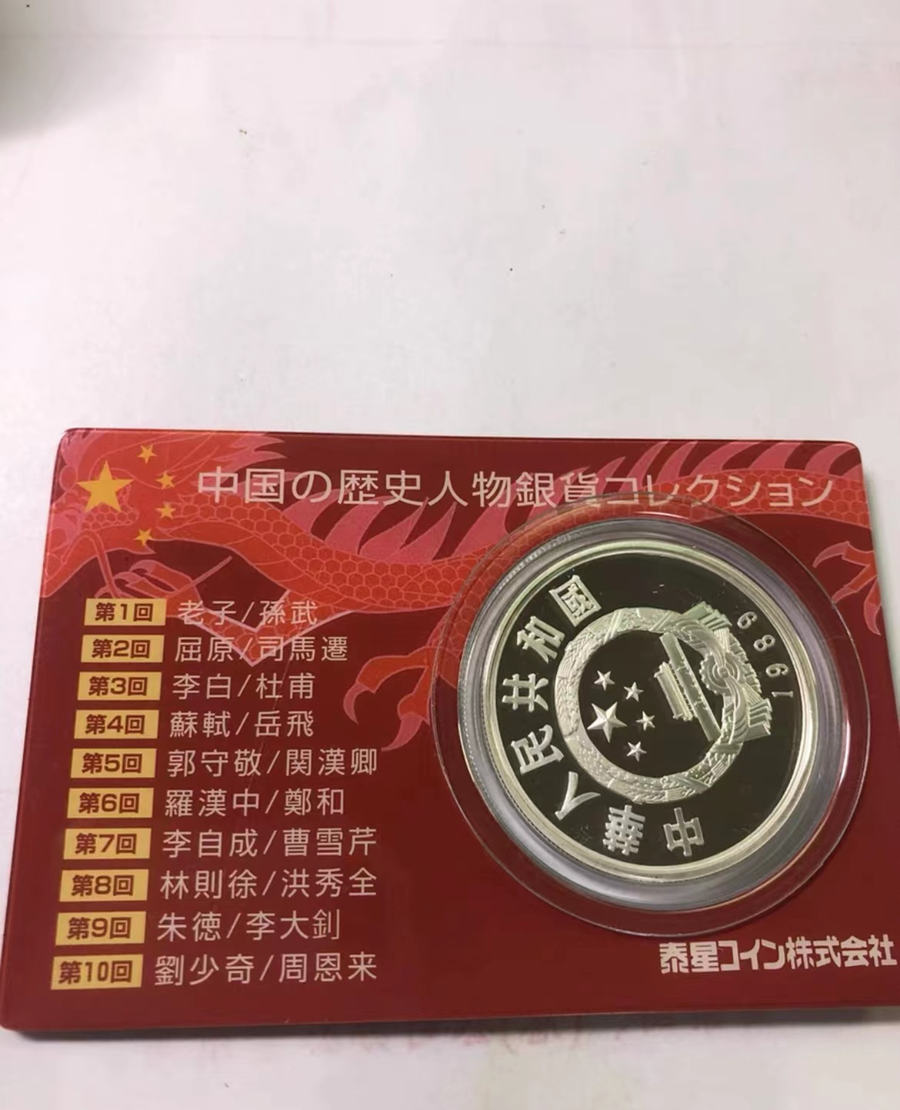 中国の歴史人物銀貨コレクション
第1回 老子/孫武
第2回 屈原/司馬遷
第3回 李白/杜甫
第4回 蘇軾/岳飛
第5回 郭守敬/関漢卿
第6回 羅漢中/鄭和
第7回 李自成/曹雪芹
第8回 林則徐/洪秀全
第9回 朱徳/李大釗
第10回 劉少奇/周恩来
中華人民共和國
1989
泰星コイン株式会社